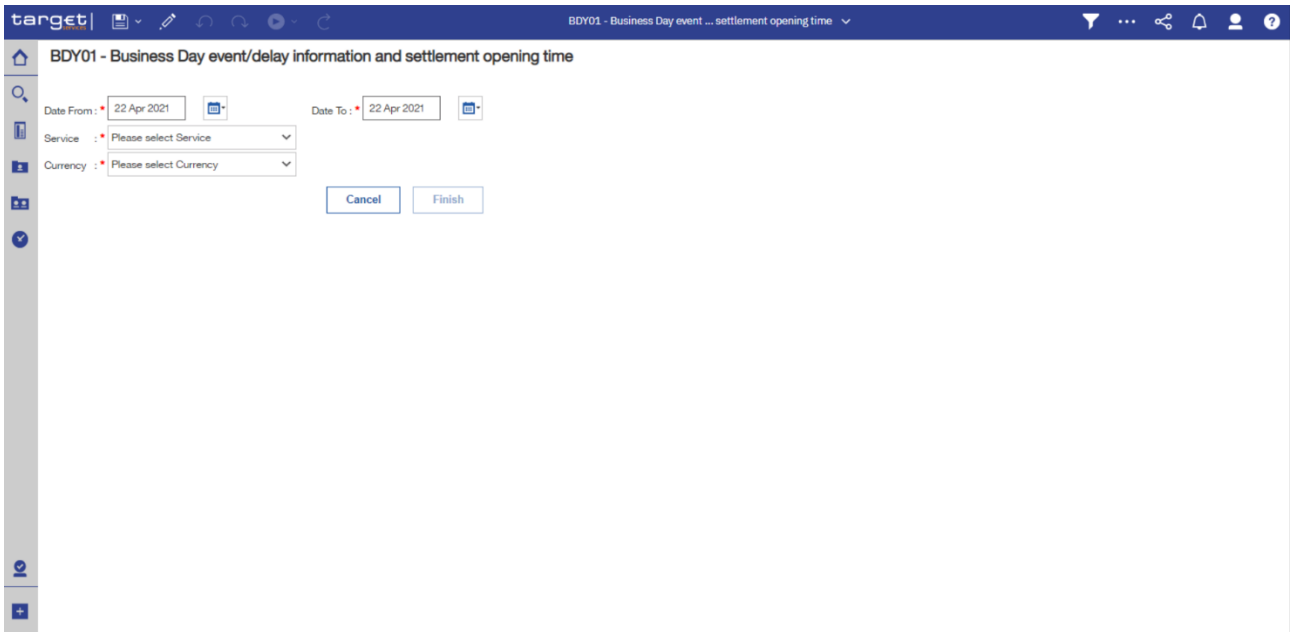 target| BDY01 - Business Day event ... settlement opening time
services
BDY01 - Business Day event/delay information and settlement opening time
Date From : * 22 Apr 2021 Date To : * 22 Apr 2021
Service : * Please select Service
Currency : * Please select Currency
Cancel Finish